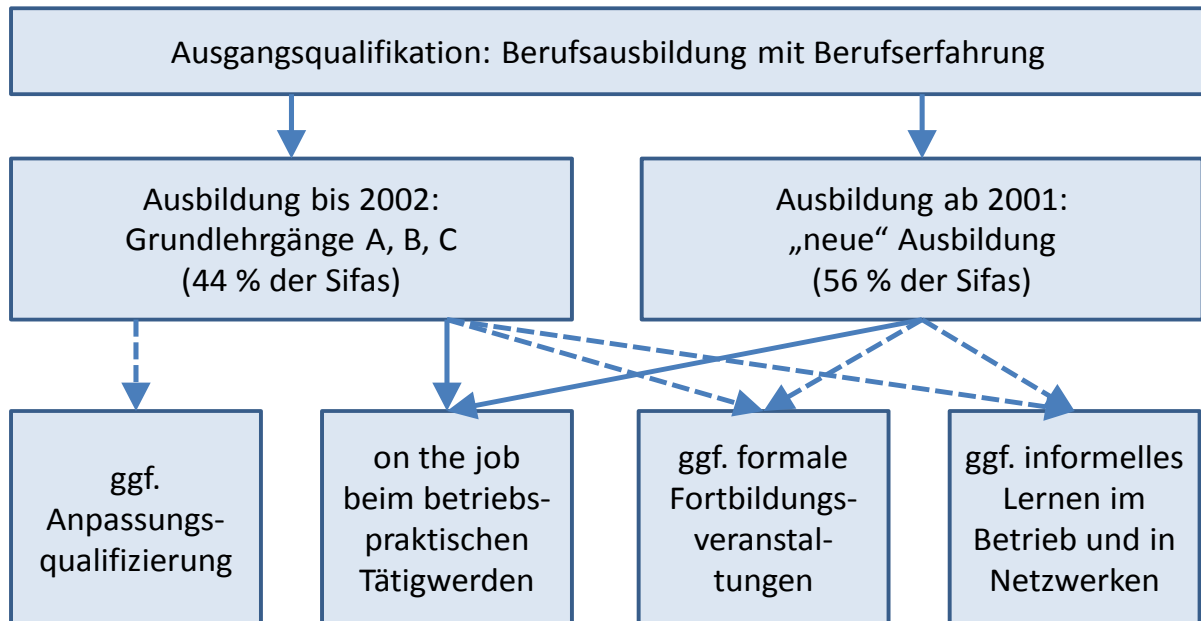 Ausgangsqualifikation: Berufsausbildung mit Berufserfahrung
Ausbildung bis 2002:
Grundlehrgänge A, B, C
(44 % der Sifas)
Ausbildung ab 2001:
„neue“ Ausbildung
(56 % der Sifas)
ggf.
Anpassungs-
qualifizierung
on the job
beim betriebs-
praktischen
Tätigwerden
ggf. formale
Fortbildungs-
veranstal-
tungen
ggf. informelles
Lernen im
Betrieb und in
Netzwerken